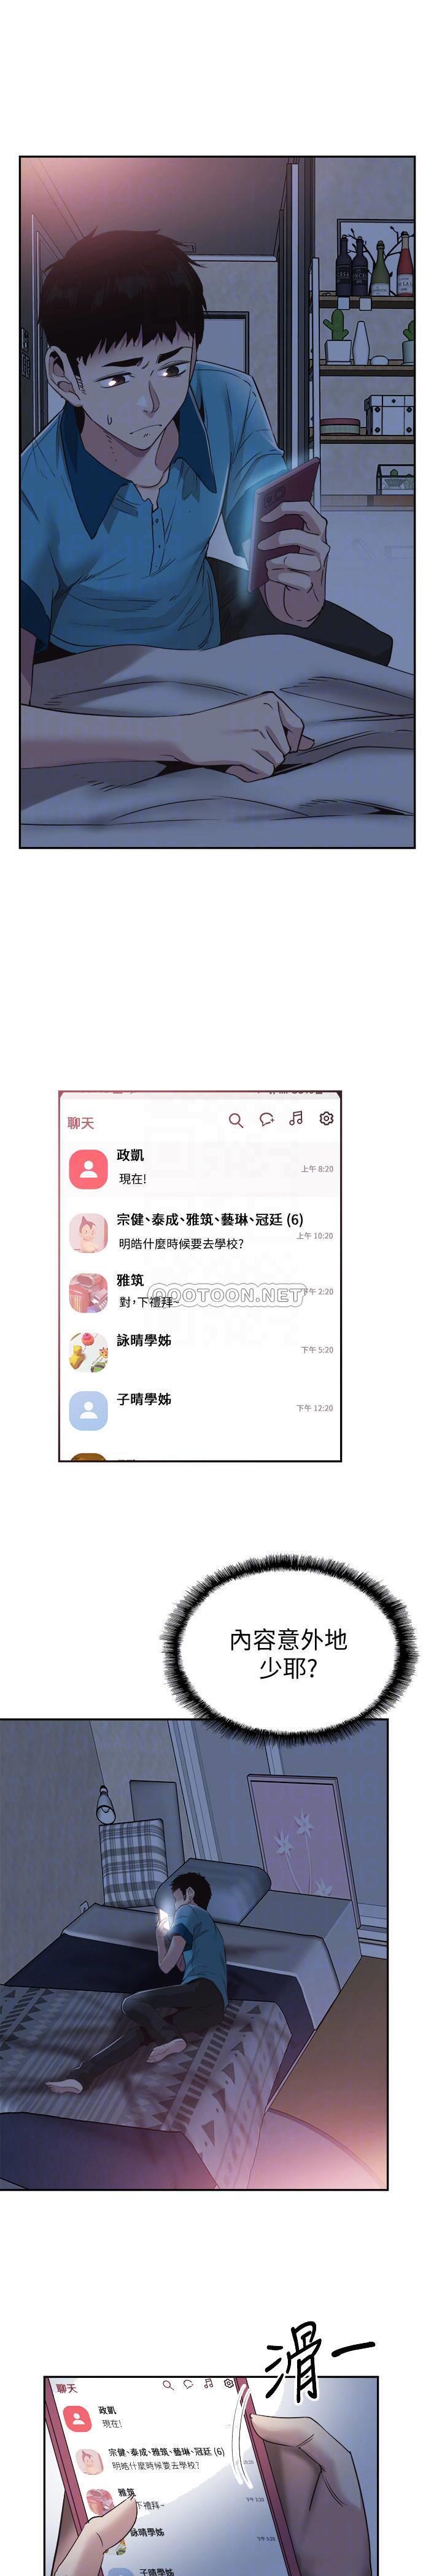 聊天
政凱
現在!
上午 8:20
宗健、泰成、雅筑、藝琳、冠廷 (6)
上午 10:20
明皓什麼時候要去學校?
雅筑
下午 2:20
對,下禮拜~
OOOTOON.NET
詠晴學姊
下午 5:20
子晴學姊
下午 12:20
內容意外地
少耶?
滑一
聊天
政凱
現在!
宗健、泰成、雅筑、藝琳、冠廷 (6)
明皓什麼時候要去學校?
雅筑
下禮拜~
詠晴學姊
子晴學姊